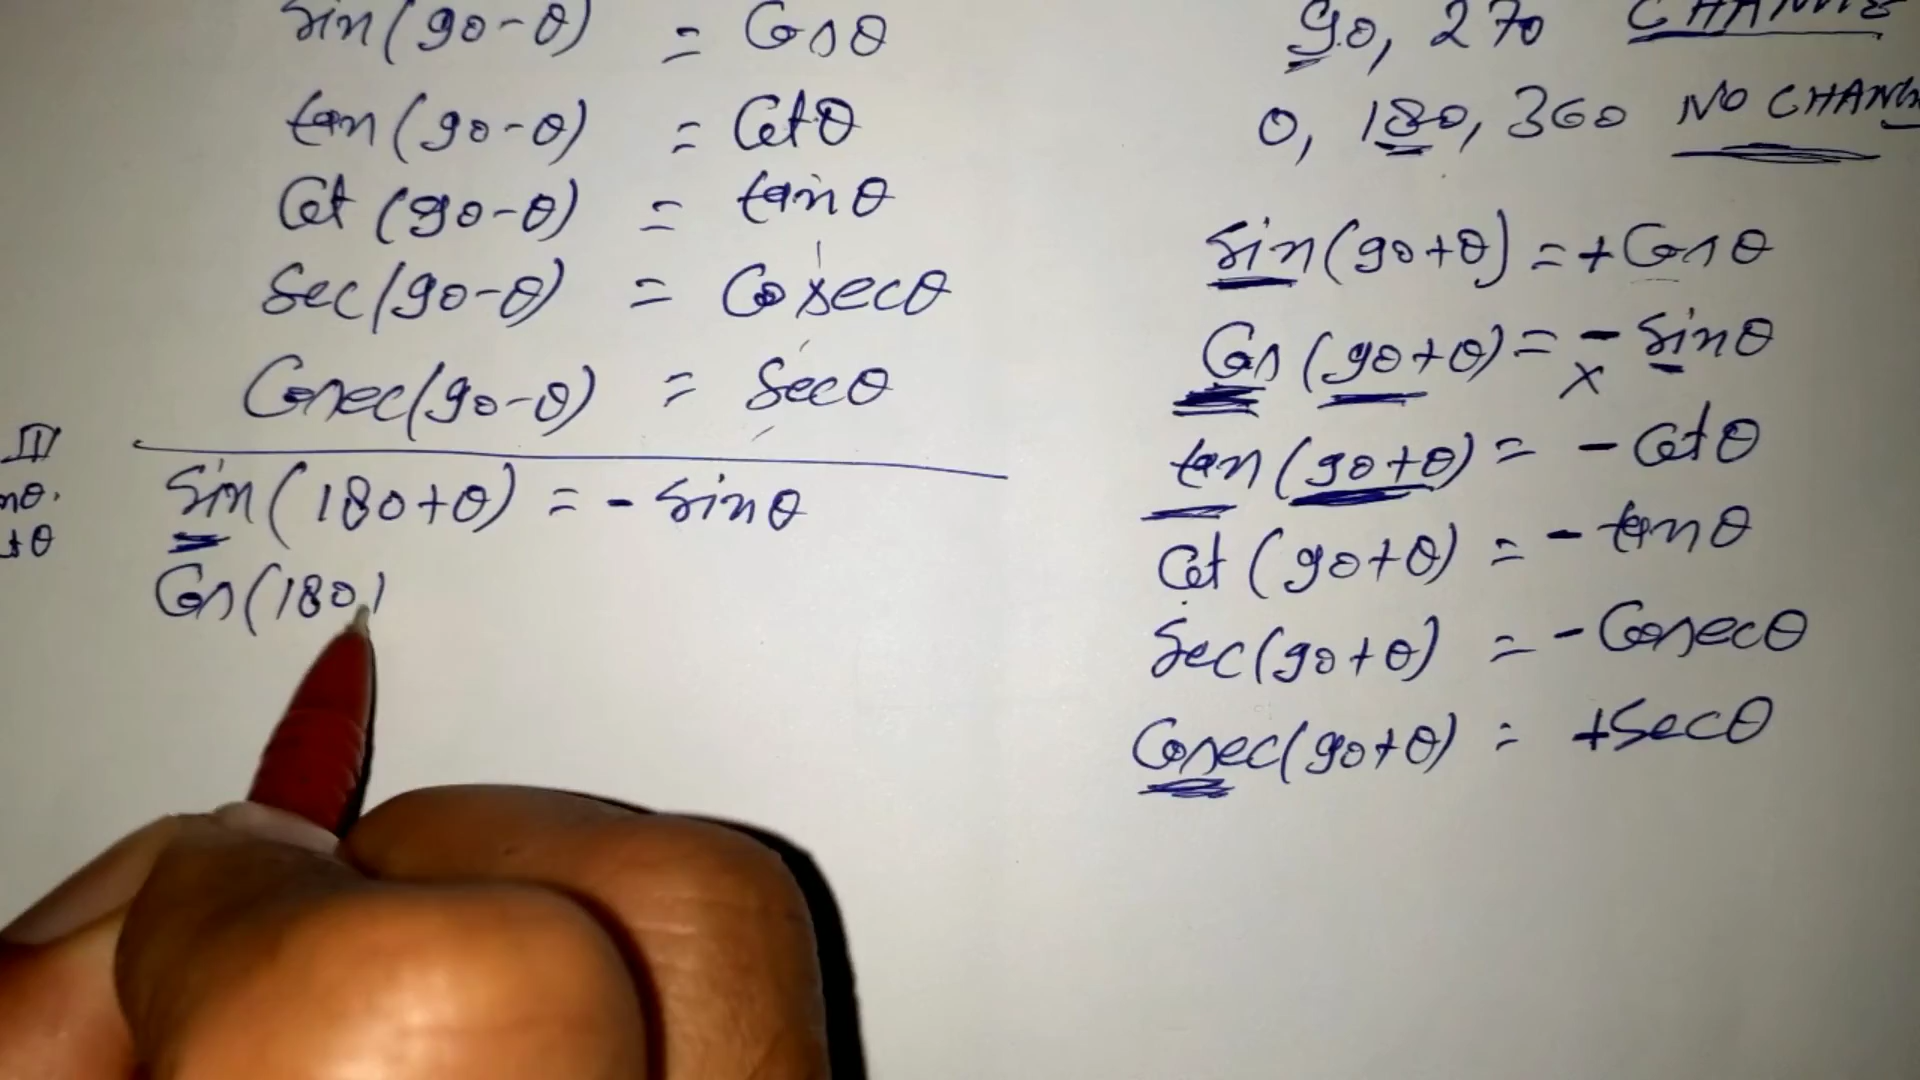 sin(90-θ) = Cosθ
tan(90-θ) = Cotθ
Cot(90-θ) = tanθ
Sec(90-θ) = Cosecθ
Cosec(90-θ) = Secθ
III
θ
Sin(180+θ) = - Sinθ
Cos(180
90, 270 CHANGE
0, 180, 360 NO CHANGE
Sin(90+θ) = +Cosθ
Cos(90+θ) = - Sinθ
x
tan(90+θ) = - Cotθ
Cot(90+θ) = - tanθ
Sec(90+θ) = - Cosecθ
Cosec(90+θ) = +Secθ